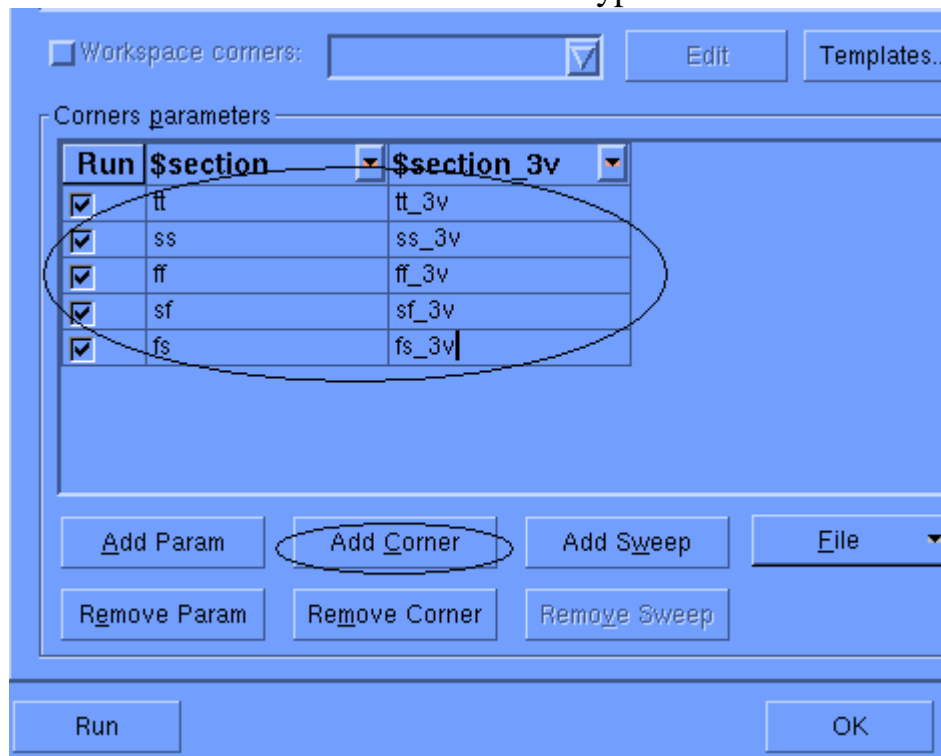 Workspace corners: Edit Templates..
Corners parameters
Run $section $section_3v
tt tt_3v
ss ss_3v
ff ff_3v
sf sf_3v
fs fs_3v
Add Param Add Corner Add Sweep File
Remove Param Remove Corner Remove Sweep
Run OK